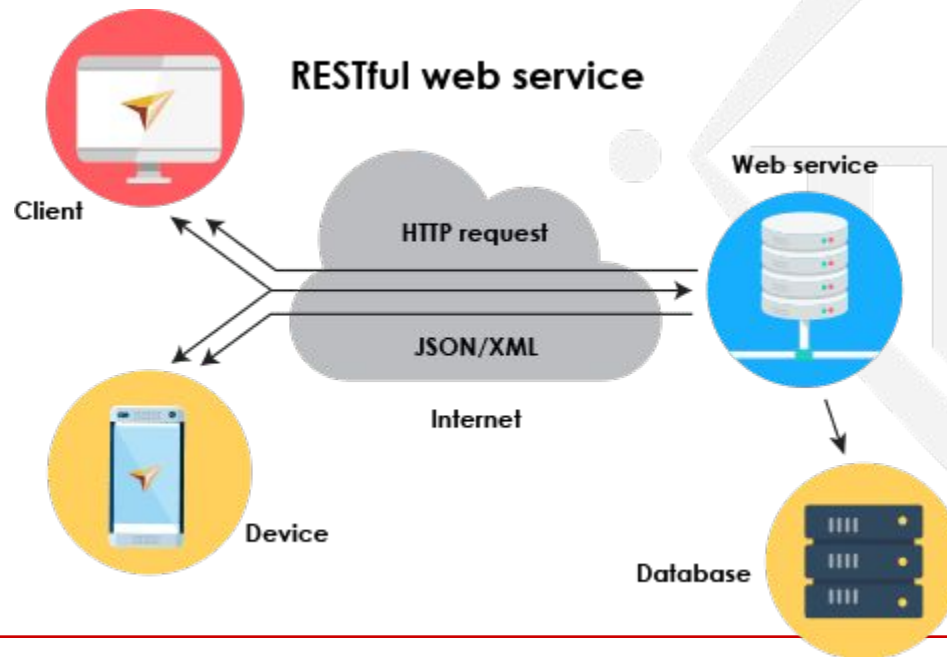 RESTful web service
Web service
Client
HTTP request
JSON/XML
Internet
Device
Database